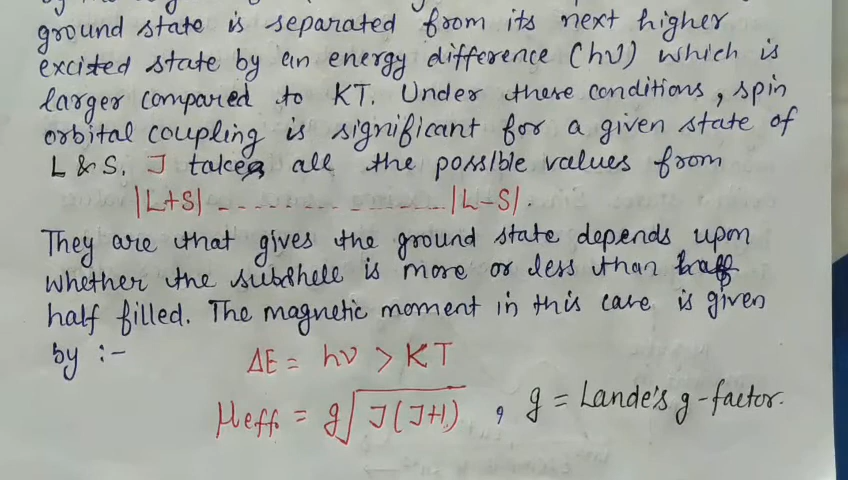 ground state is separated from its next higher
excited state by an energy difference (hν) which is
larger compared to KT. Under these conditions, spin
orbital coupling is significant for a given state of
L & S. J takes all the possible values from
|L+S| --------------- |L-S|.
They are that gives the ground state depends upon
whether the subshell is more or less than
half filled. The magnetic moment in this case is given
by :-
ΔE = hν > KT
μeff = g√J(J+1) , g = Lande's g-factor.